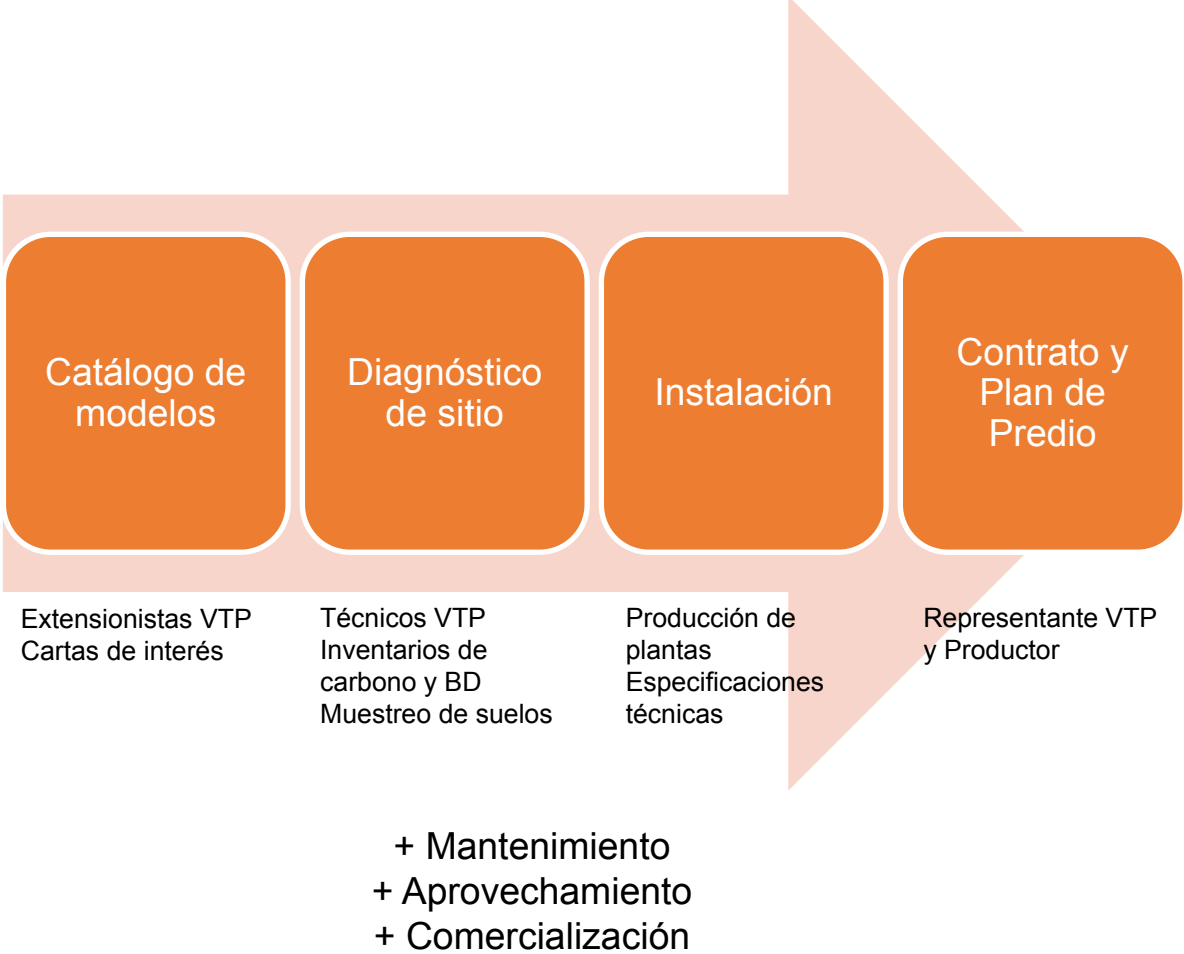 Catálogo de
modelos
Diagnóstico
de sitio
Instalación
Contrato y
Plan de
Predio
Extensionistas VTP
Cartas de interés
Técnicos VTP
Inventarios de
carbono y BD
Muestreo de suelos
Producción de
plantas
Especificaciones
técnicas
Representante VTP
y Productor
+ Mantenimiento
+ Aprovechamiento
+ Comercialización